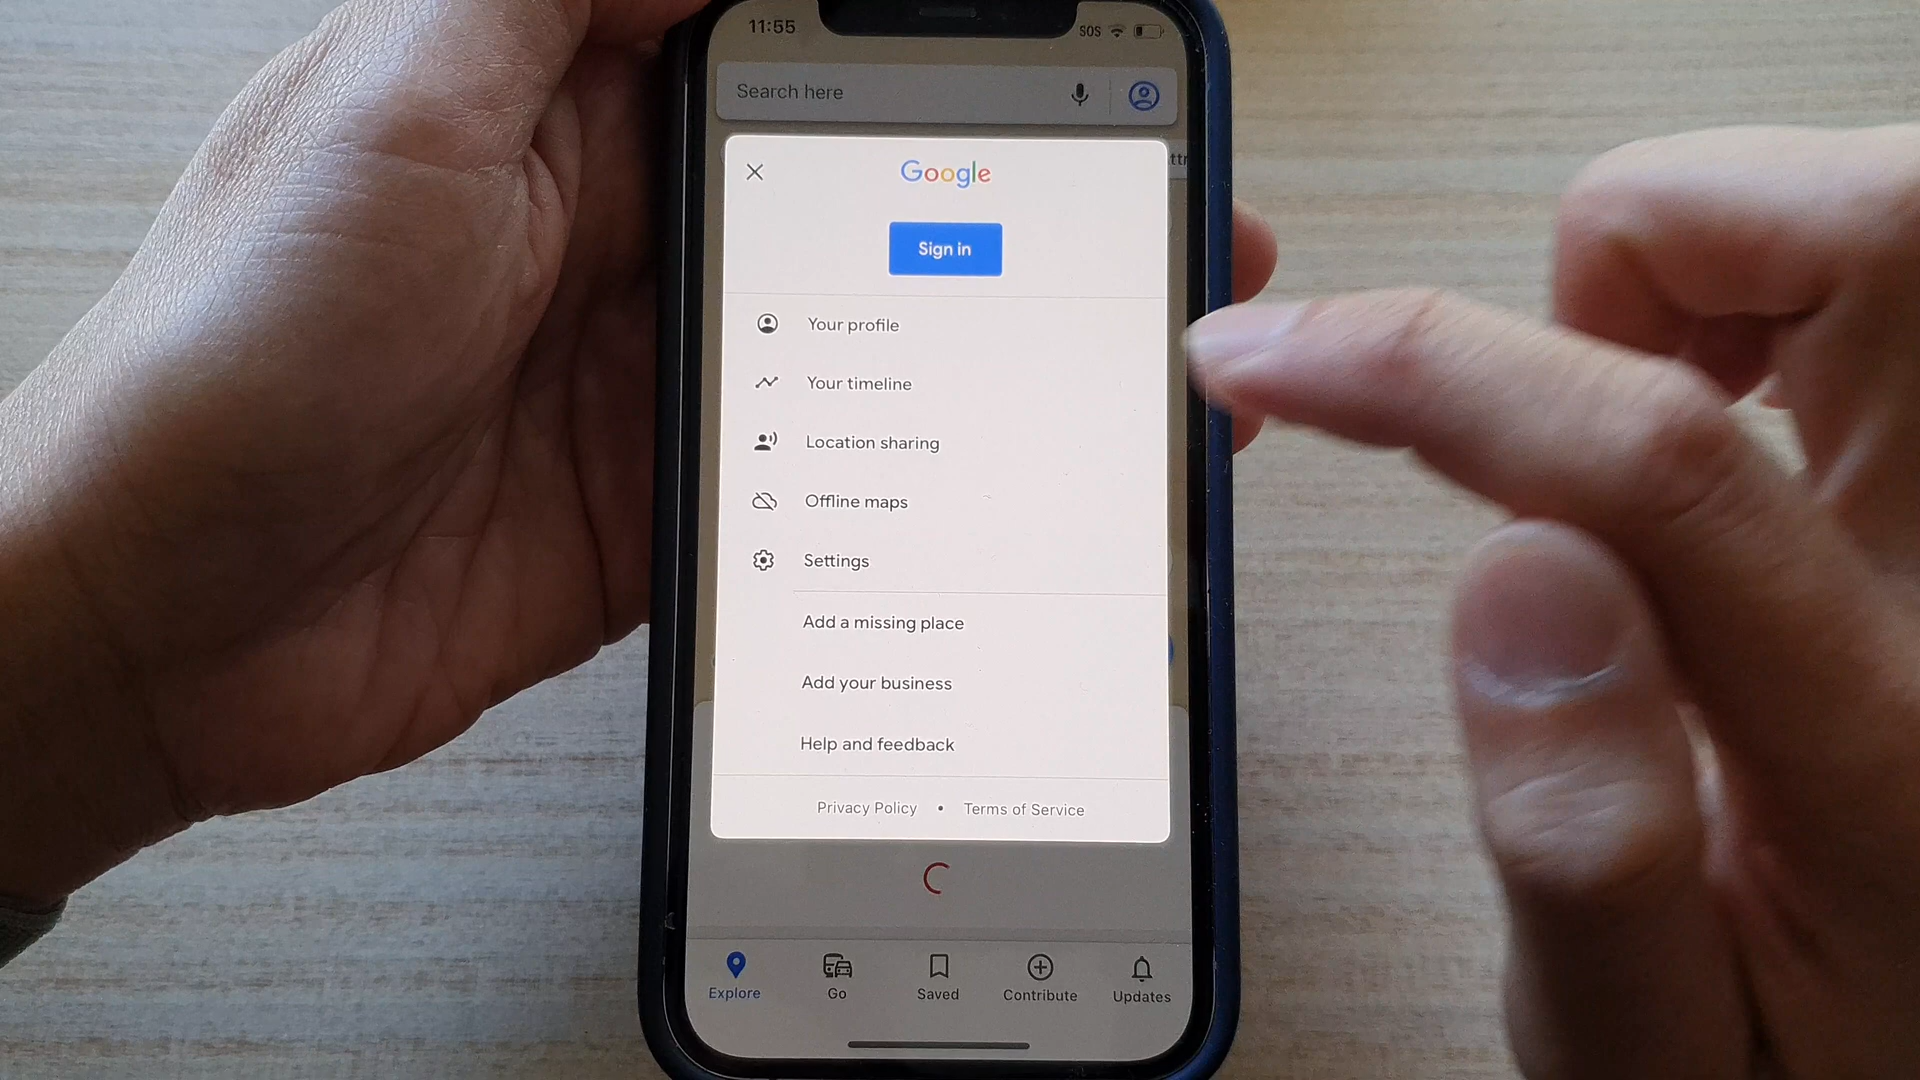 11:55
SOS
Search here
ttr
Google
Sign in
Your profile
Your timeline
Location sharing
Offline maps
Settings
Add a missing place
Add your business
Help and feedback
Privacy Policy • Terms of Service
Explore
Go
Saved
Contribute
Updates